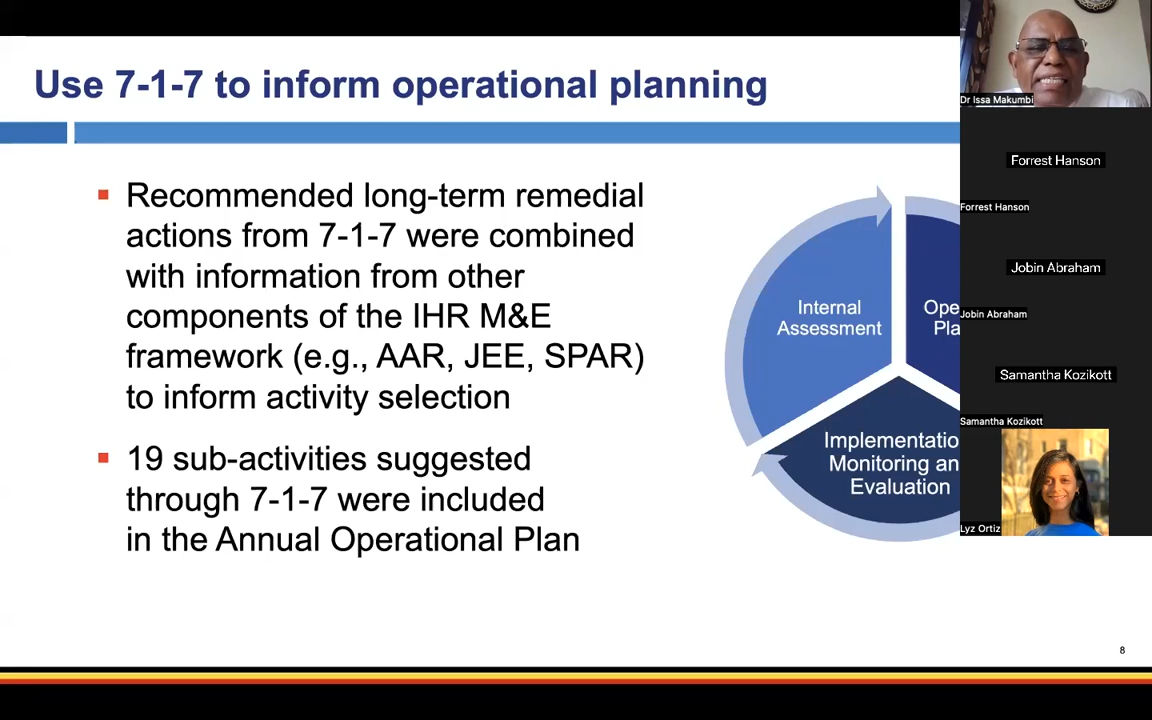 Use 7-1-7 to inform operational planning
▪ Recommended long-term remedial
actions from 7-1-7 were combined
with information from other
components of the IHR M&E
framework (e.g., AAR, JEE, SPAR)
to inform activity selection
▪ 19 sub-activities suggested
through 7-1-7 were included
in the Annual Operational Plan
Internal
Assessment
Ope
Pla
Implementatio
Monitoring an
Evaluation
8
Dr Issa Makumbi
Forrest Hanson
Forrest Hanson
Jobin Abraham
Jobin Abraham
Samantha Kozikott
Samantha Kozikott
Lyz Ortiz